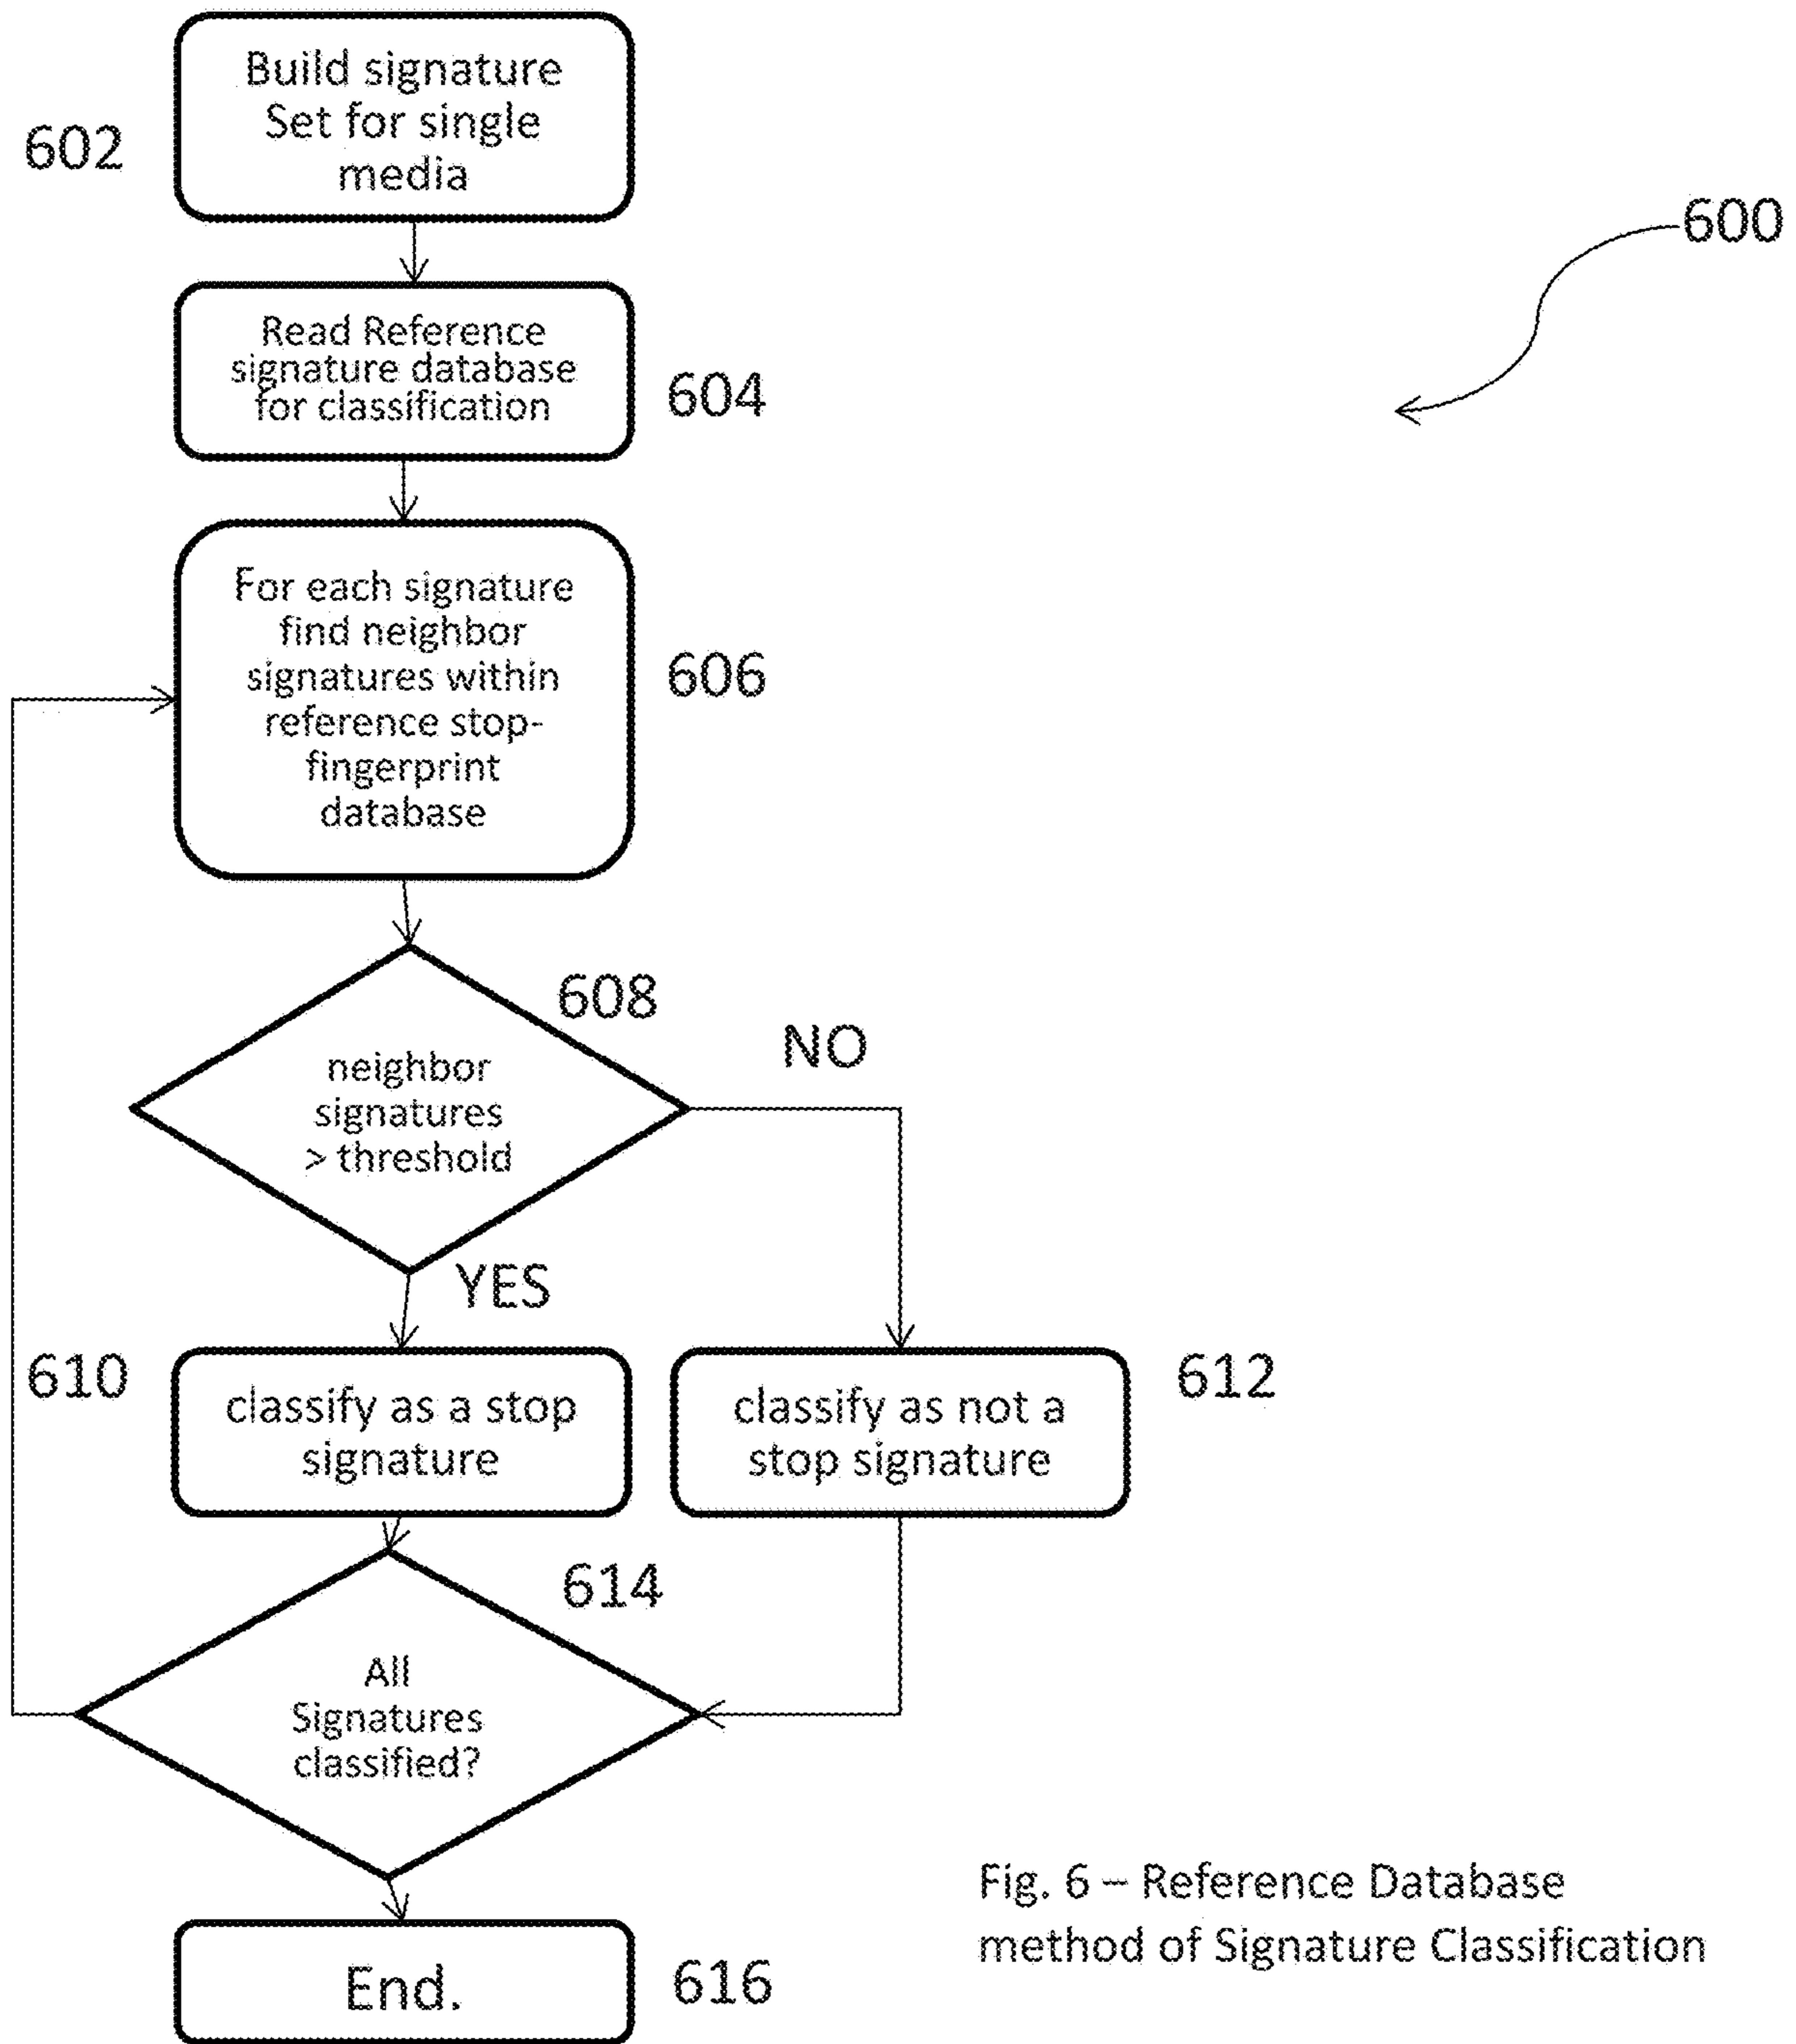 Build signature
Set for single
media
602
600
Read Reference
signature database
for classification
604
For each signature
find neighbor
signatures within
reference stop-
fingerprint
database
606
608
neighbor
signatures
> threshold
NO
YES
610
classify as a stop
signature
classify as not a
stop signature
612
614
All
Signatures
classified?
End.
616
Fig. 6 – Reference Database
method of Signature Classification